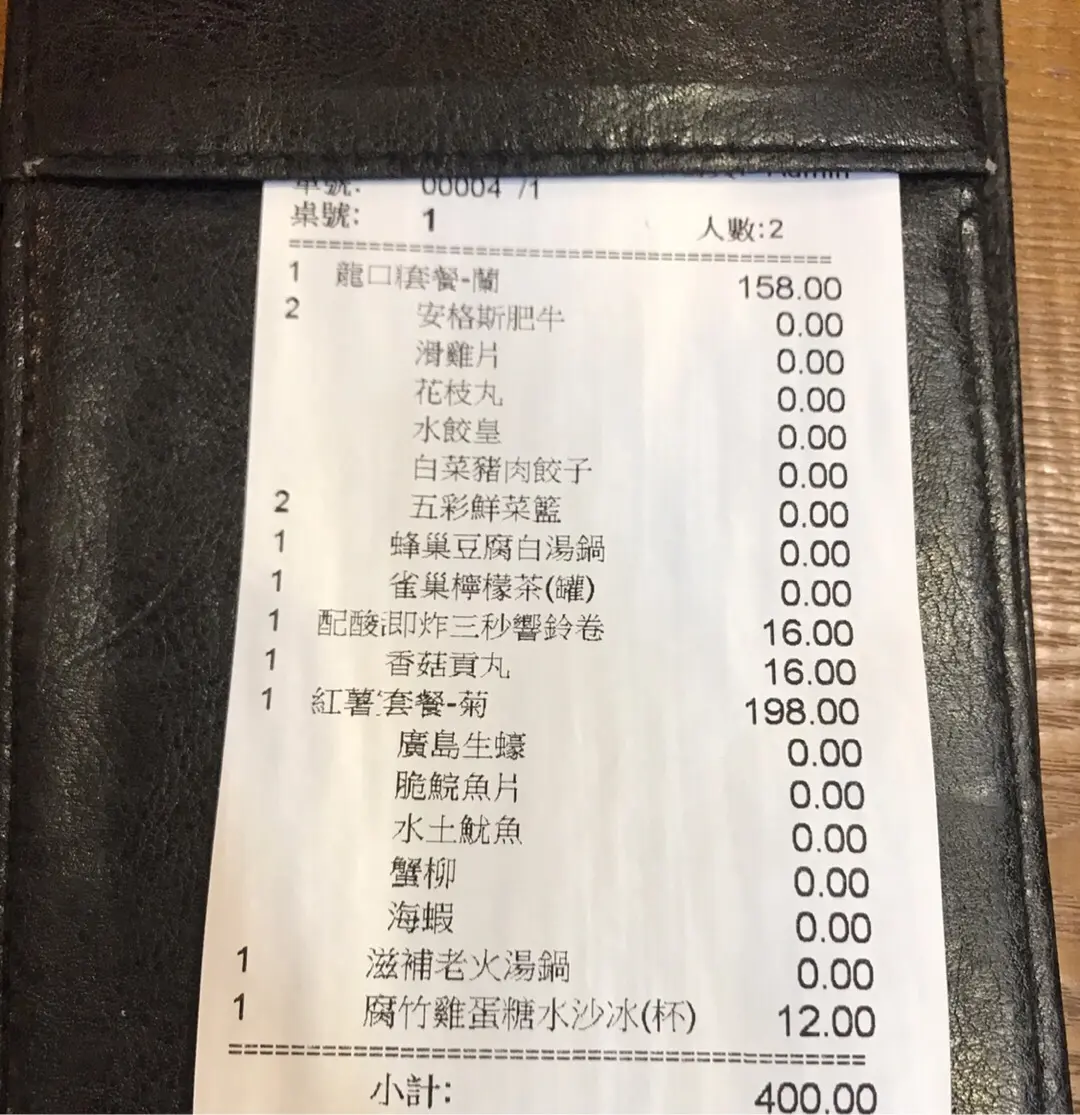 單號: 00004 /1
桌號: 1 人數:2
1 龍口套餐-蘭 158.00
2 安格斯肥牛 0.00
滑雞片 0.00
花枝丸 0.00
水餃皇 0.00
白菜豬肉餃子 0.00
2 五彩鮮菜籃 0.00
1 蜂巢豆腐白湯鍋 0.00
1 雀巢檸檬茶(罐) 0.00
1 配酸即炸三秒響鈴卷 16.00
1 香菇貢丸 16.00
1 紅薯套餐-菊 198.00
廣島生蠔 0.00
脆鯇魚片 0.00
水土魷魚 0.00
蟹柳 0.00
海蝦 0.00
1 滋補老火湯鍋 0.00
1 腐竹雞蛋糖水沙冰(杯) 12.00
小計: 400.00